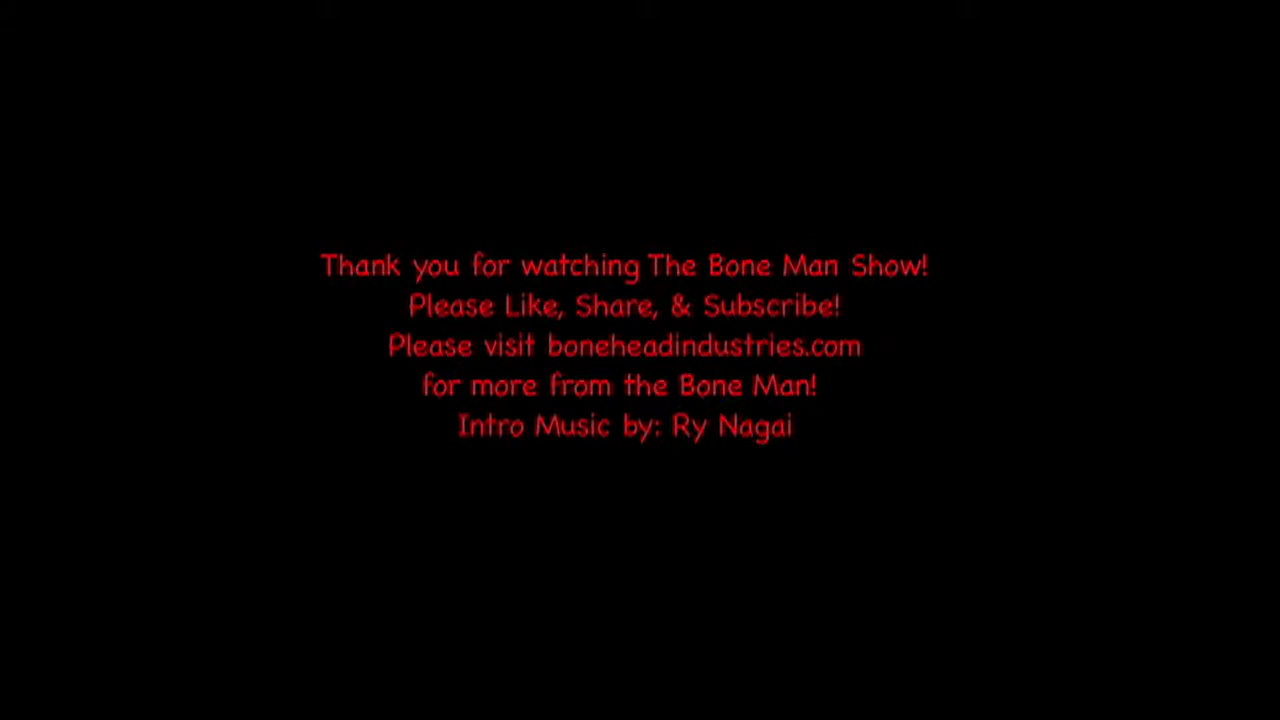 Thank you for watching The Bone Man Show!
Please Like, Share, & Subscribe!
Please visit boneheadindustries.com
for more from the Bone Man!
Intro Music by: Ry Nagai